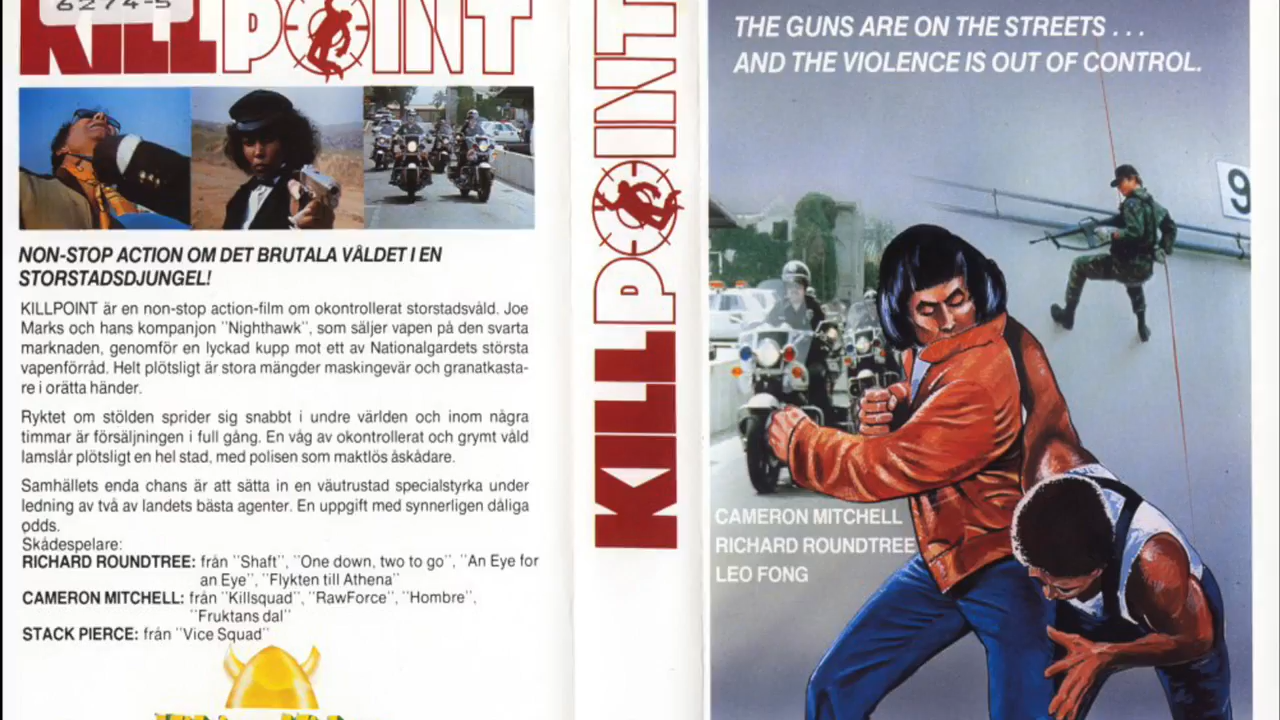 6274-5
KILLPOINT
NON-STOP ACTION OM DET BRUTALA VÅLDET I EN
STORSTADSDJUNGEL!
KILLPOINT är en non-stop action-film om okontrollerat storstadsvåld. Joe
Marks och hans kompanjon "Nighthawk", som säljer vapen på den svarta
marknaden, genomför en lyckad kupp mot ett av Nationalgardets största
vapenförråd. Helt plötsligt är stora mängder maskingevär och granatkasta-
re i orätta händer.
Ryktet om stölden sprider sig snabbt i undre världen och inom några
timmar är försäljningen i full gång. En våg av okontrollerat och grymt våld
lamslår plötsligt en hel stad, med polisen som maktlös åskådare.
Samhällets enda chans är att sätta in en väutrustad specialstyrka under
ledning av två av landets bästa agenter. En uppgift med synnerligen dåliga
odds.
Skådespelare:
RICHARD ROUNDTREE: från "Shaft", "One down, two to go", "An Eye for
an Eye", "Flykten till Athena"
CAMERON MITCHELL: från "Killsquad", "RawForce", "Hombre",
"Fruktans dal"
STACK PIERCE: från "Vice Squad"
KILLPOINT
THE GUNS ARE ON THE STREETS . . .
AND THE VIOLENCE IS OUT OF CONTROL.
9
CAMERON MITCHELL
RICHARD ROUNDTREE
LEO FONG